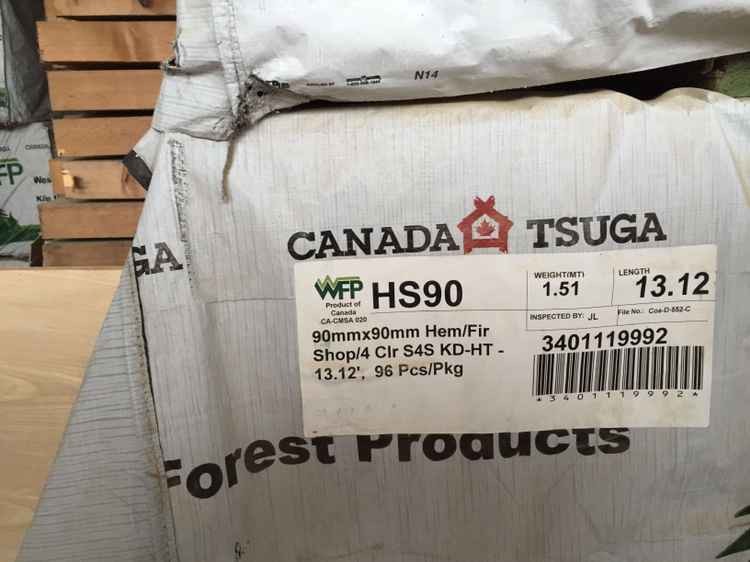 N14
CANADA TSUGA
WFP
Product of
Canada
CA-CMSA 020
HS90
WEIGHT(MT)
1.51
LENGTH
13.12
INSPECTED BY: JL
File No.: Coa-D-552-C
90mmx90mm Hem/Fir
Shop/4 Clr S4S KD-HT -
13.12', 96 Pcs/Pkg
3401119992
*3401119992*
Forest Products
GA
FP